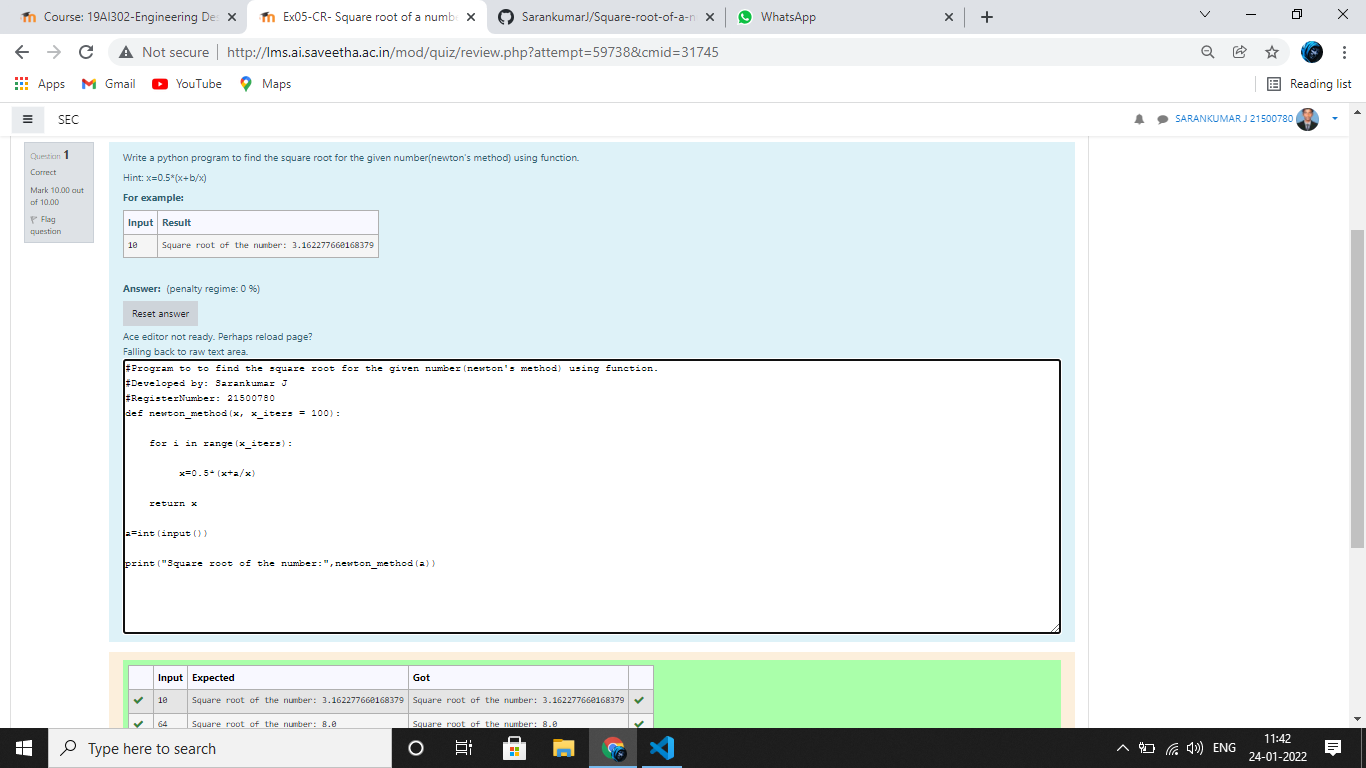 Course: 19AI302-Engineering De
Ex05-CR- Square root of a numb
SarankumarJ/Square-root-of-a-n
WhatsApp
Not secure
http://lms.ai.saveetha.ac.in/mod/quiz/review.php?attempt=59738&cmid=31745
Apps
Gmail
YouTube
Maps
Reading list
SEC
SARANKUMAR J 21500780
Question 1
Correct
Mark 10.00 out
of 10.00
Flag
question
Write a python program to find the square root for the given number(newton's method) using function.
Hint: x=0.5*(x+b/x)
For example:
Input Result
10 Square root of the number: 3.162277660168379
Answer: (penalty regime: 0 %)
Reset answer
Ace editor not ready. Perhaps reload page?
Falling back to raw text area.
#Program to to find the square root for the given number(newton's method) using function.
#Developed by: Sarankumar J
#RegisterNumber: 21500780
def newton_method(x, x_iters = 100):
for i in range(x_iters):
x=0.5*(x+a/x)
return x
a=int(input())
print("Square root of the number:",newton_method(a))
Input Expected Got
10 Square root of the number: 3.162277660168379 Square root of the number: 3.162277660168379
64 Square root of the number: 8.0 Square root of the number: 8.0
Type here to search
ENG
11:42
24-01-2022